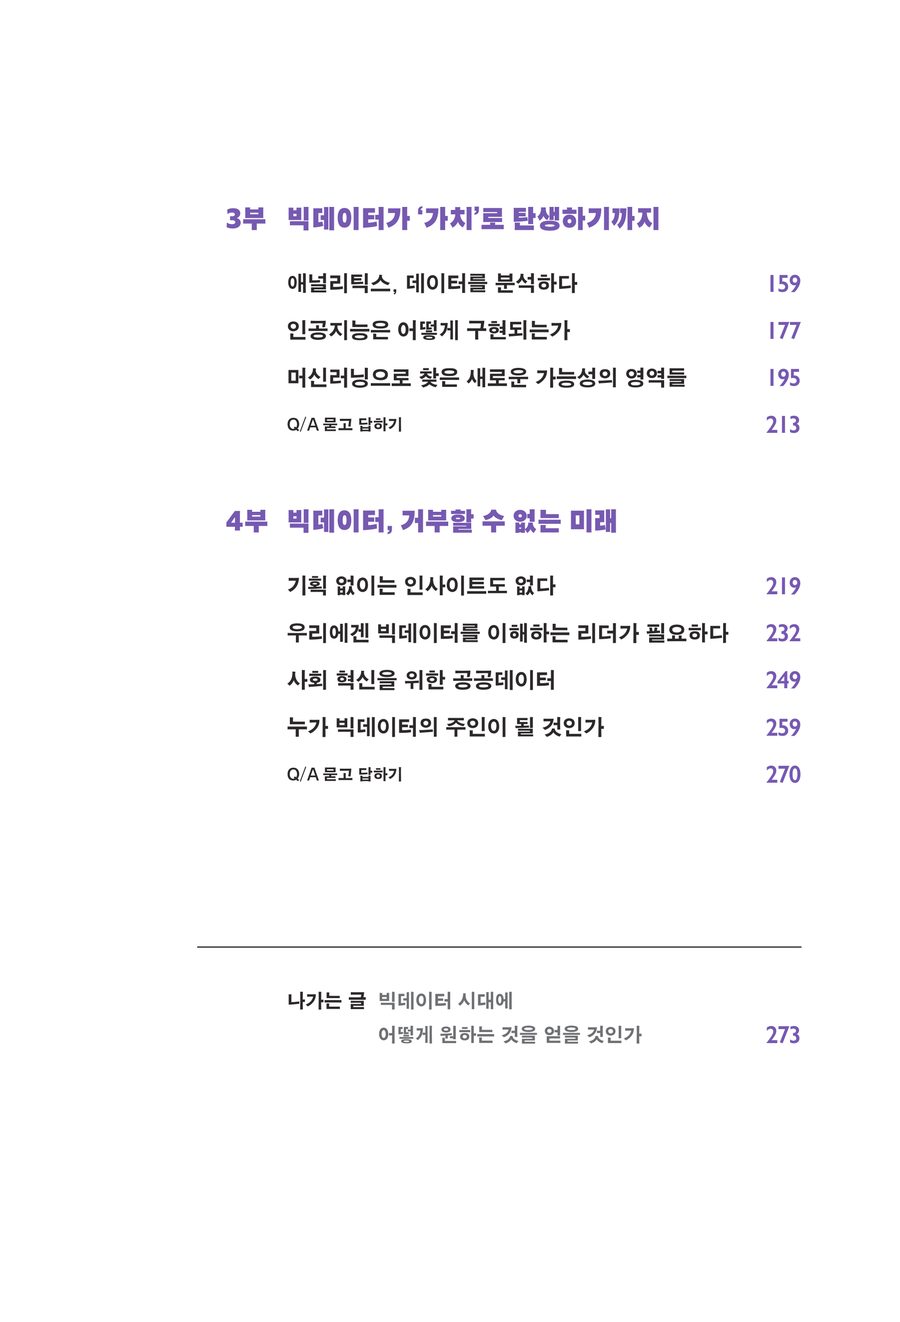 3부 빅데이터가 ‘가치’로 탄생하기까지
애널리틱스, 데이터를 분석하다 159
인공지능은 어떻게 구현되는가 177
머신러닝으로 찾은 새로운 가능성의 영역들 195
Q/A 묻고 답하기 213
4부 빅데이터, 거부할 수 없는 미래
기획 없이는 인사이트도 없다 219
우리에겐 빅데이터를 이해하는 리더가 필요하다 232
사회 혁신을 위한 공공데이터 249
누가 빅데이터의 주인이 될 것인가 259
Q/A 묻고 답하기 270
나가는 글 빅데이터 시대에
어떻게 원하는 것을 얻을 것인가 273